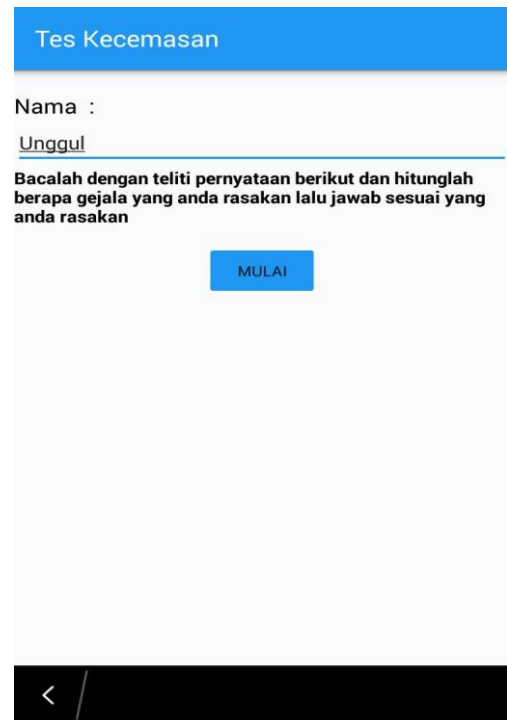 Tes Kecemasan
Nama :
Unggul
Bacalah dengan teliti pernyataan berikut dan hitunglah
berapa gejala yang anda rasakan lalu jawab sesuai yang
anda rasakan
MULAI